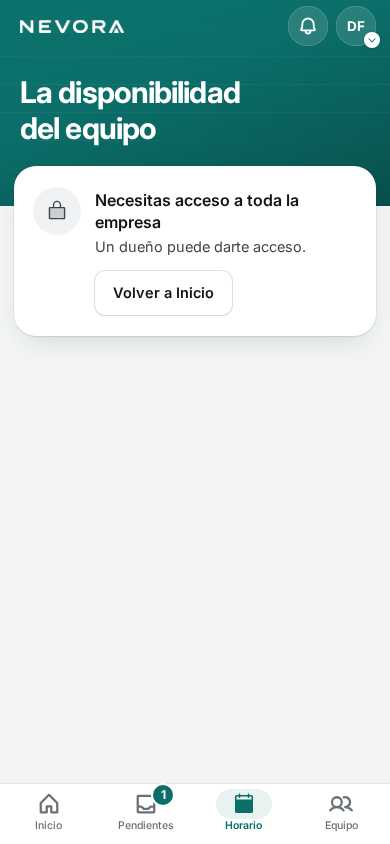 NEVORA
DF
La disponibilidad
del equipo
Necesitas acceso a toda la
empresa
Un dueño puede darte acceso.
Volver a Inicio
1
Inicio
Pendientes
Horario
Equipo